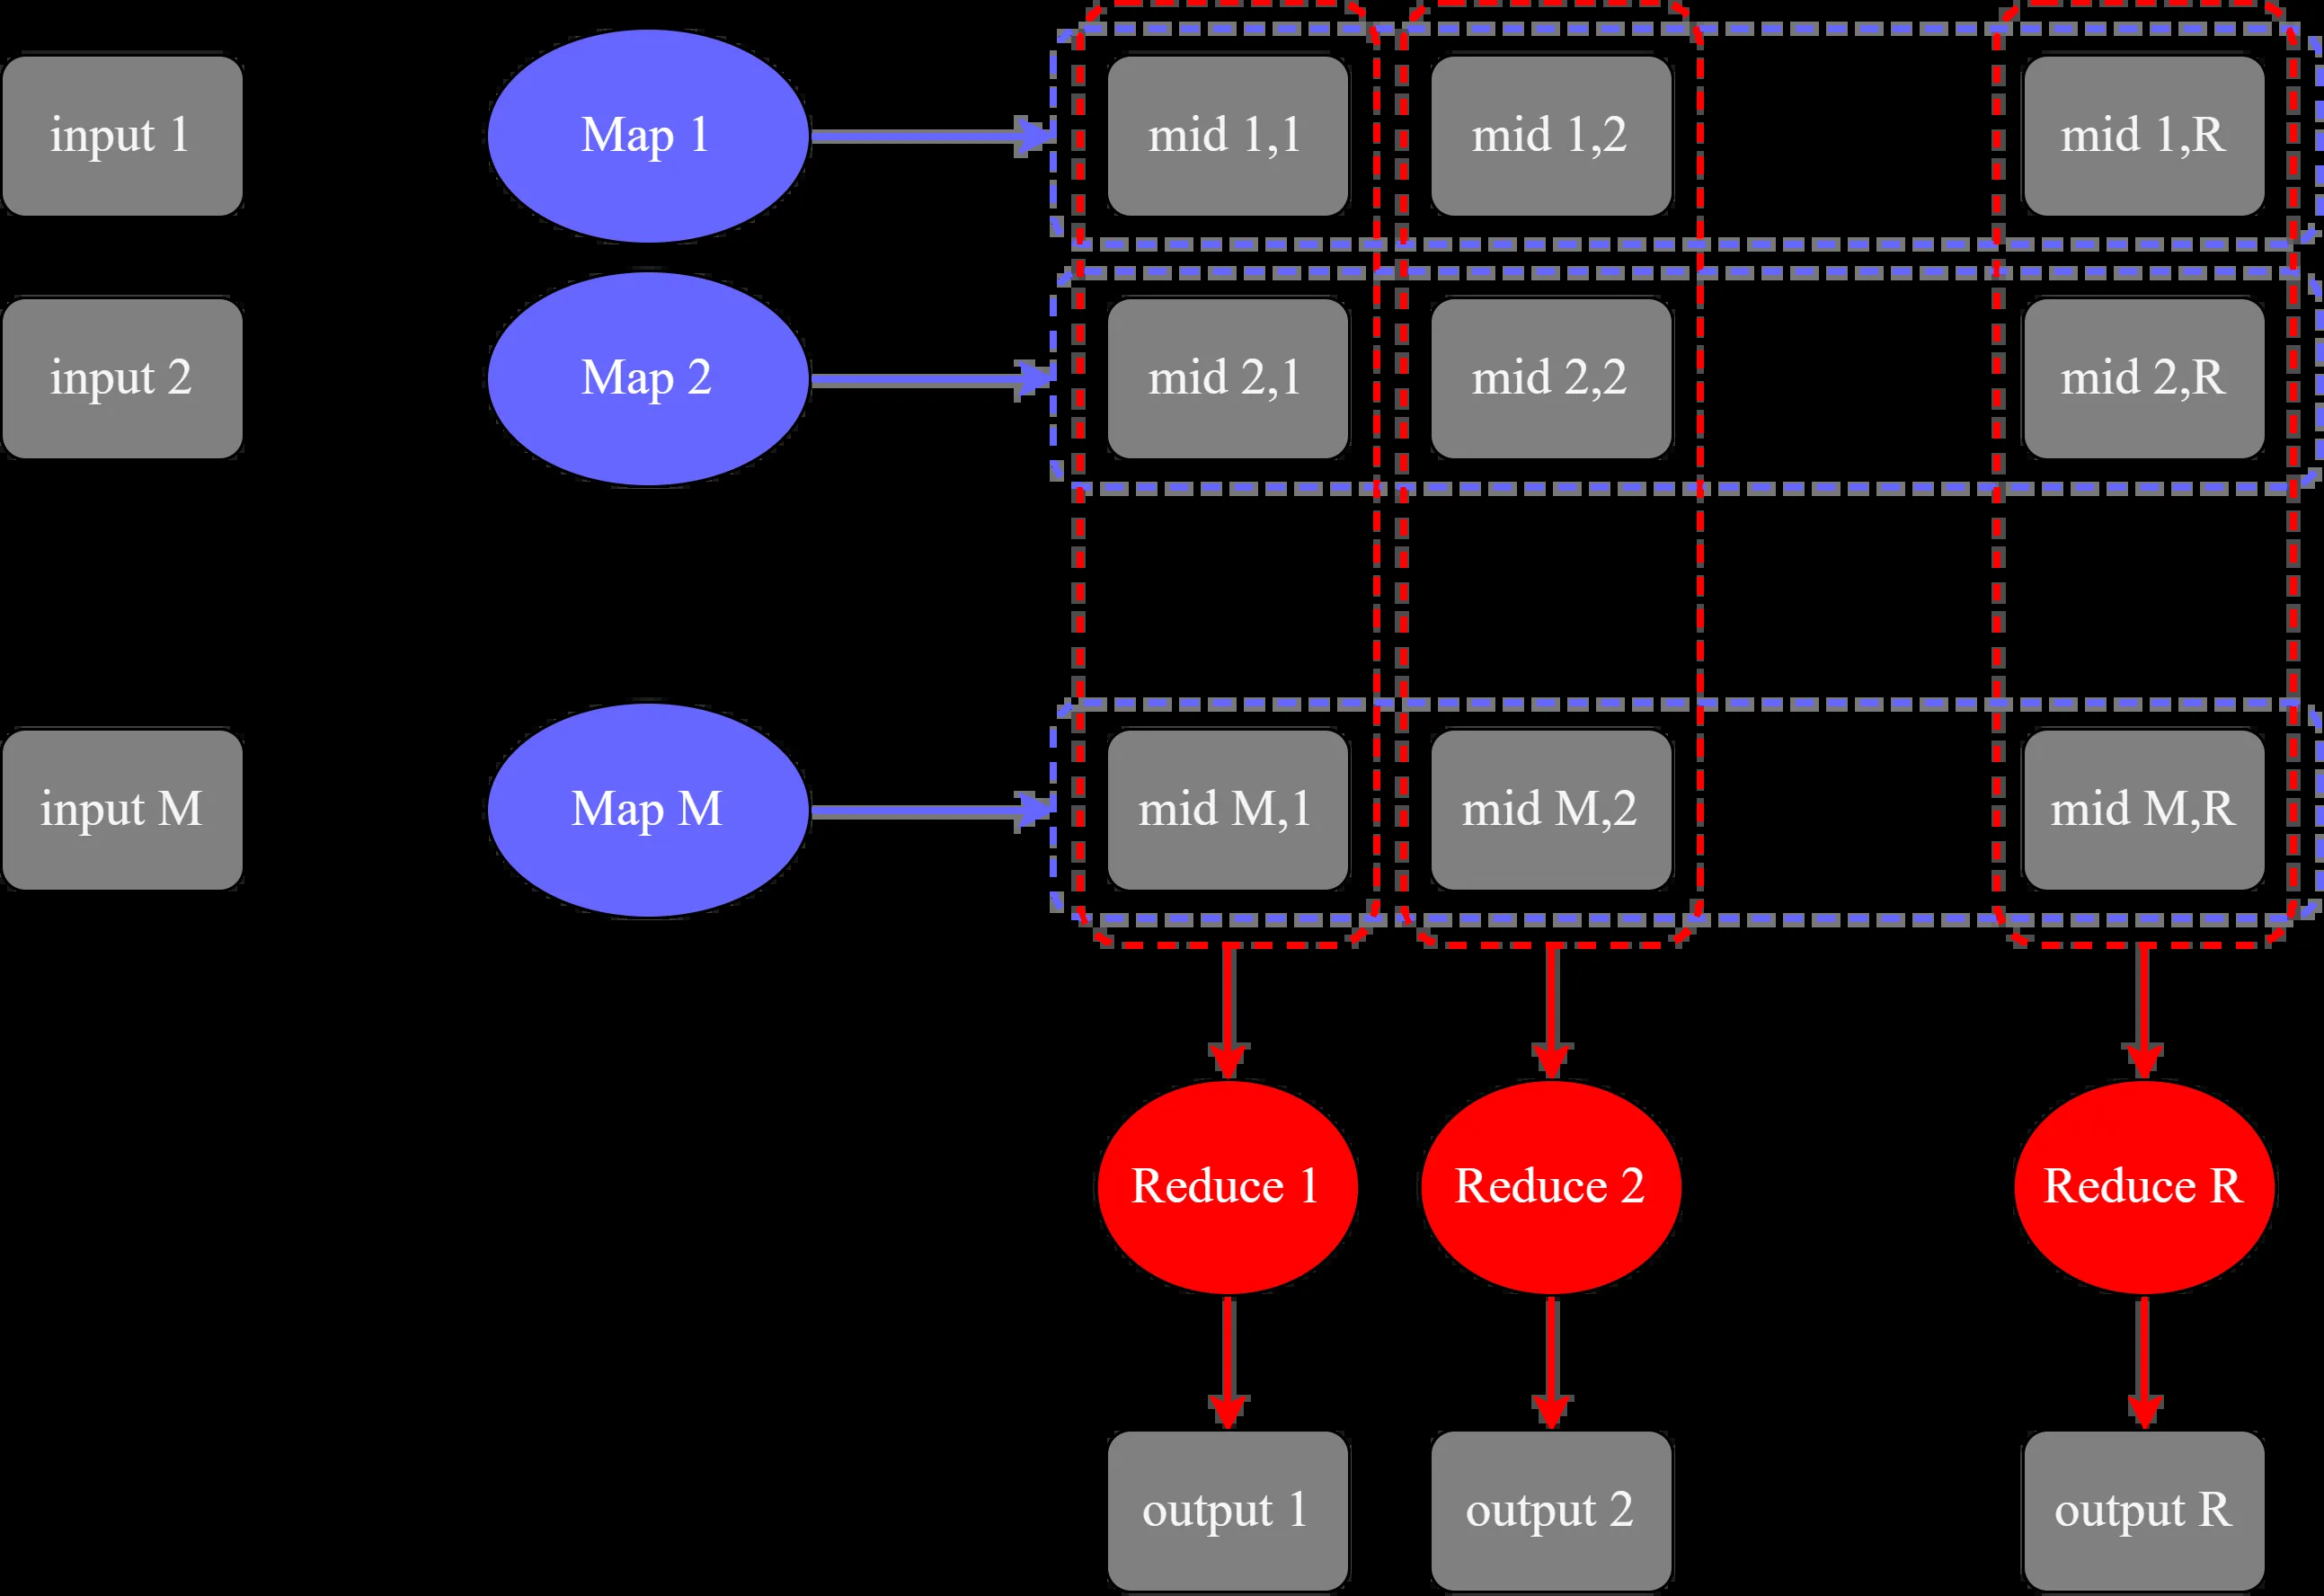 input 1 Map 1 mid 1,1 mid 1,2 mid 1,R
input 2 Map 2 mid 2,1 mid 2,2 mid 2,R
input M Map M mid M,1 mid M,2 mid M,R
Reduce 1 Reduce 2 Reduce R
output 1 output 2 output R